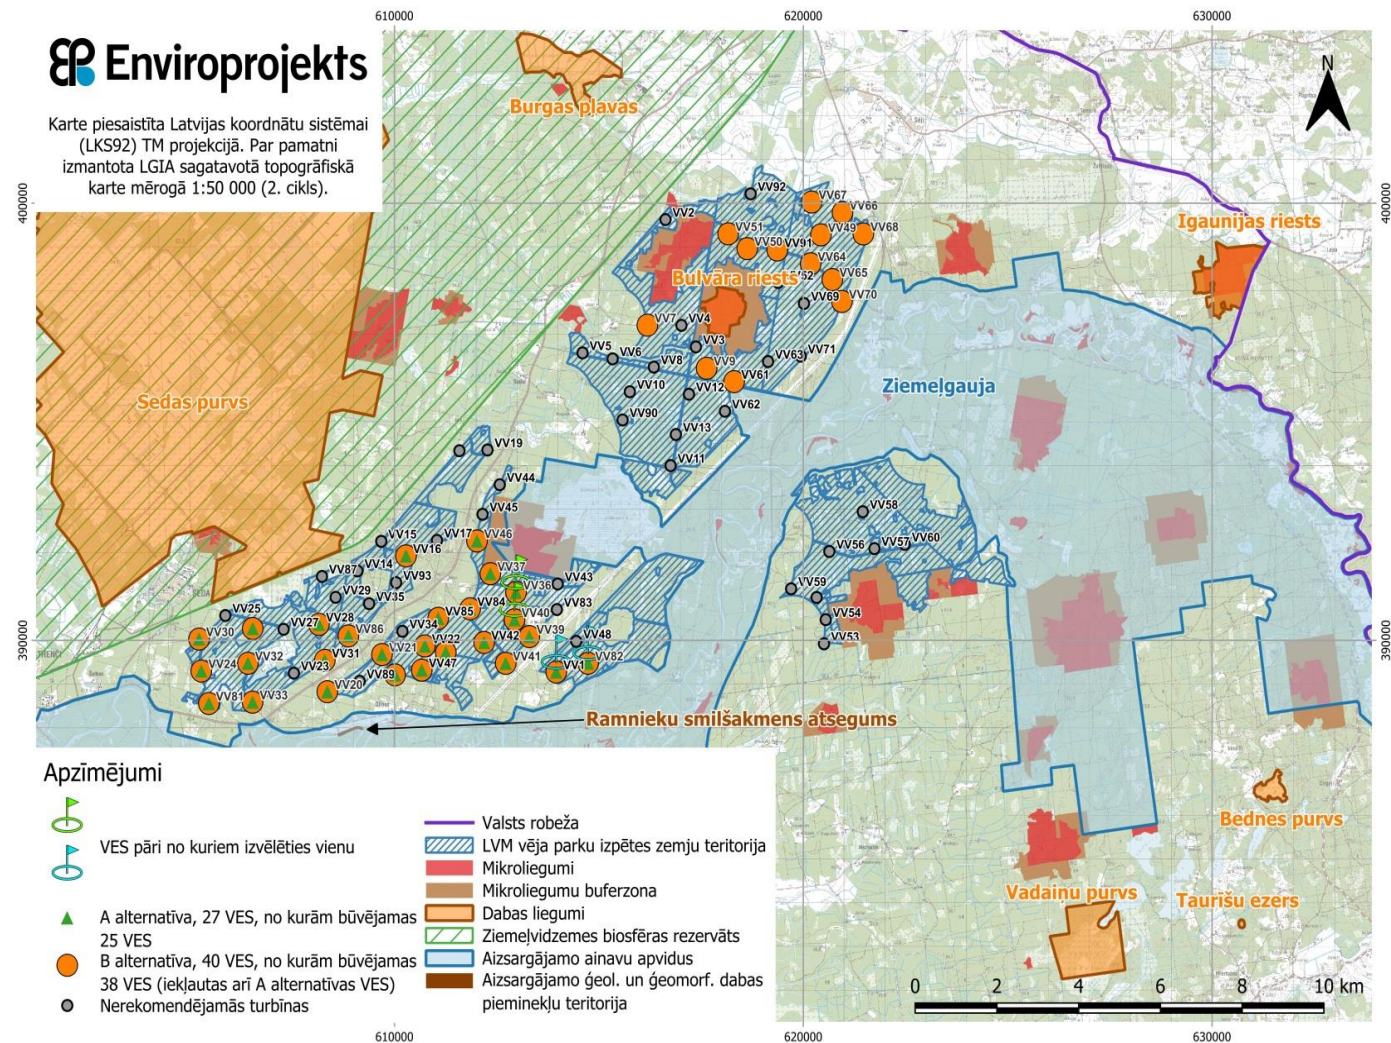 610000
620000
630000
Enviroprojekts
Karte piesaistīta Latvijas koordnātu sistēmai
(LKS92) TM projekcijā. Par pamatni
izmantota LGIA sagatavotā topogrāfiskā
karte mērogā 1:50 000 (2. cikls).
N
Burgas pļavas
400000
400000
VV92
VV67
VV66
VV2
VV51
VV49
VV68
Igaunijas riests
VV50
VV91
VV64
Bulvāra riests
VV52
VV65
VV69
VV70
VV7
VV4
VV3
VV5
VV6
VV8
VV9
VV63
VV71
VV61
Ziemeļgauja
Sedas purvs
VV10
VV12
VV90
VV62
VV13
VV11
VV19
VV44
VV45
VV58
VV15
VV17
VV46
VV16
VV56
VV57
VV60
VV87
VV14
VV93
VV37
VV43
VV59
VV29
VV35
VV36
VV84
VV83
VV54
VV25
VV28
VV85
VV40
VV30
VV27
VV86
VV34
VV39
VV48
VV53
390000
390000
VV22
VV42
VV24
VV32
VV31
VV21
VV41
VV1
VV82
VV23
VV89
VV47
VV81
VV33
VV20
Ramnieku smilšakmens atsegums
Apzīmējumi
VES pāri no kuriem izvēlēties vienu
A alternatīva, 27 VES, no kurām būvējamas
25 VES
B alternatīva, 40 VES, no kurām būvējamas
38 VES (iekļautas arī A alternatīvas VES)
Nerekomendējamās turbīnas
Valsts robeža
LVM vēja parku izpētes zemju teritorija
Mikroliegumi
Mikroliegumu buferzona
Dabas liegumi
Ziemeļvidzemes biosfēras rezervāts
Aizsargājamo ainavu apvidus
Aizsargājamo ģeol. un ģeomorf. dabas
pieminekļu teritorija
Bednes purvs
Vadaiņu purvs
Taurīšu ezers
0 2 4 6 8 10 km
610000
620000
630000